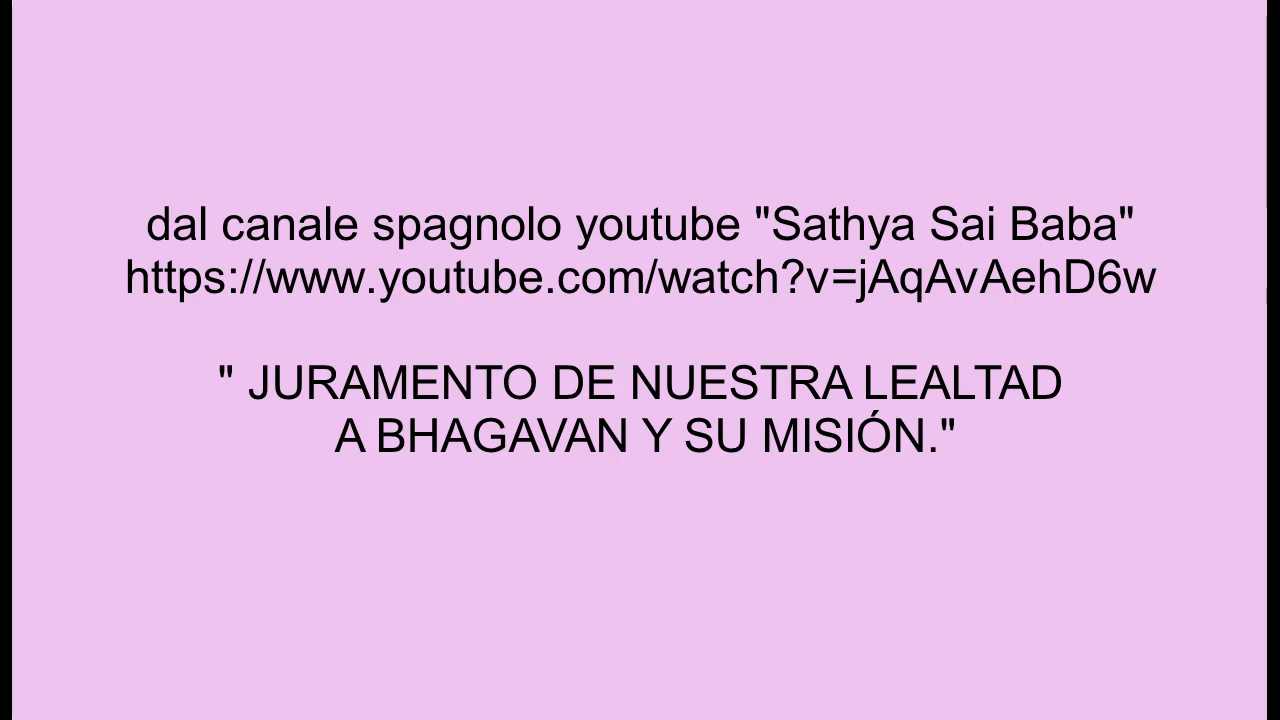 dal canale spagnolo youtube "Sathya Sai Baba"
https://www.youtube.com/watch?v=jAqAvAehD6w
" JURAMENTO DE NUESTRA LEALTAD
A BHAGAVAN Y SU MISIÓN."